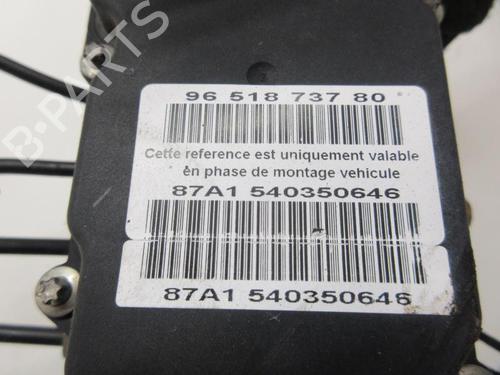 96 518 737 80
Cette reference est uniquement valable
en phase de montage vehicule
87A1 540350646
87A1 540350646
B-PARTS